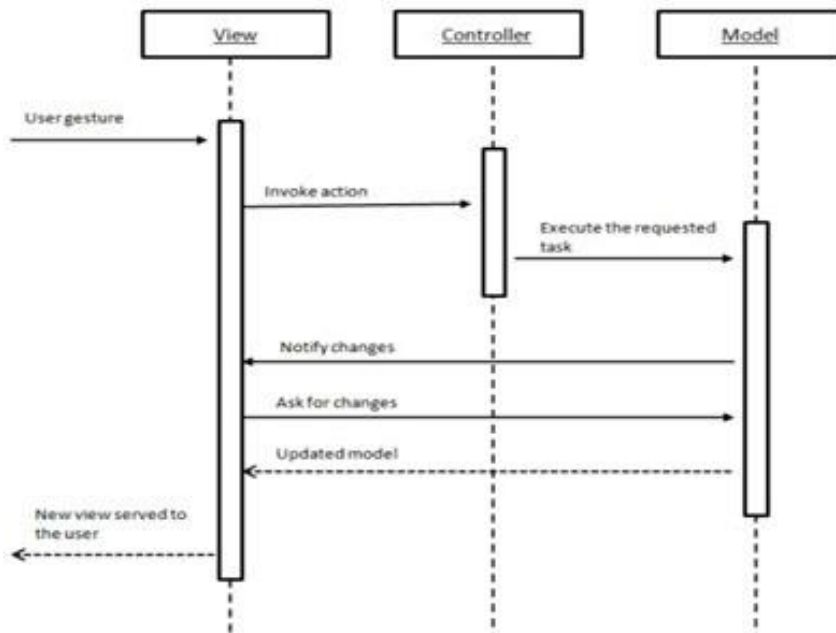 View
Controller
Model
User gesture
Invoke action
Execute the requested
task
Notify changes
Ask for changes
Updated model
New view served to
the user